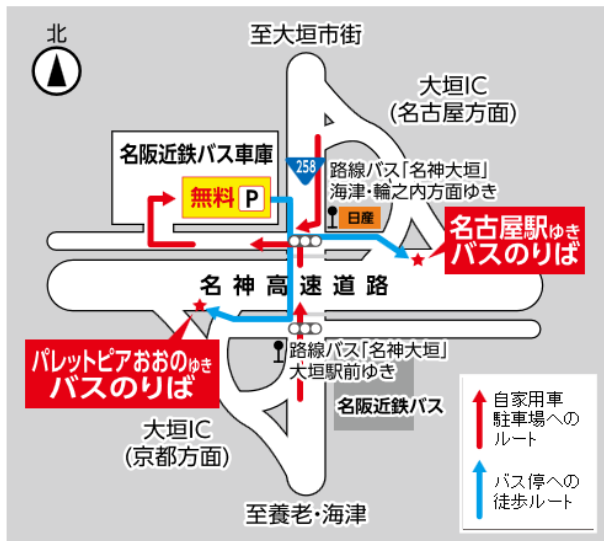 北
至大垣市街
大垣IC
(名古屋方面)
名阪近鉄バス車庫
無料 P
258
路線バス「名神大垣」
海津・輪之内方面ゆき
日産
名古屋駅ゆき
バスのりば
名神高速道路
パレットピアおおのゆき
バスのりば
路線バス「名神大垣」
大垣駅前ゆき
名阪近鉄バス
大垣IC
(京都方面)
至養老・海津
自家用車
駐車場への
ルート
バス停への
徒歩ルート